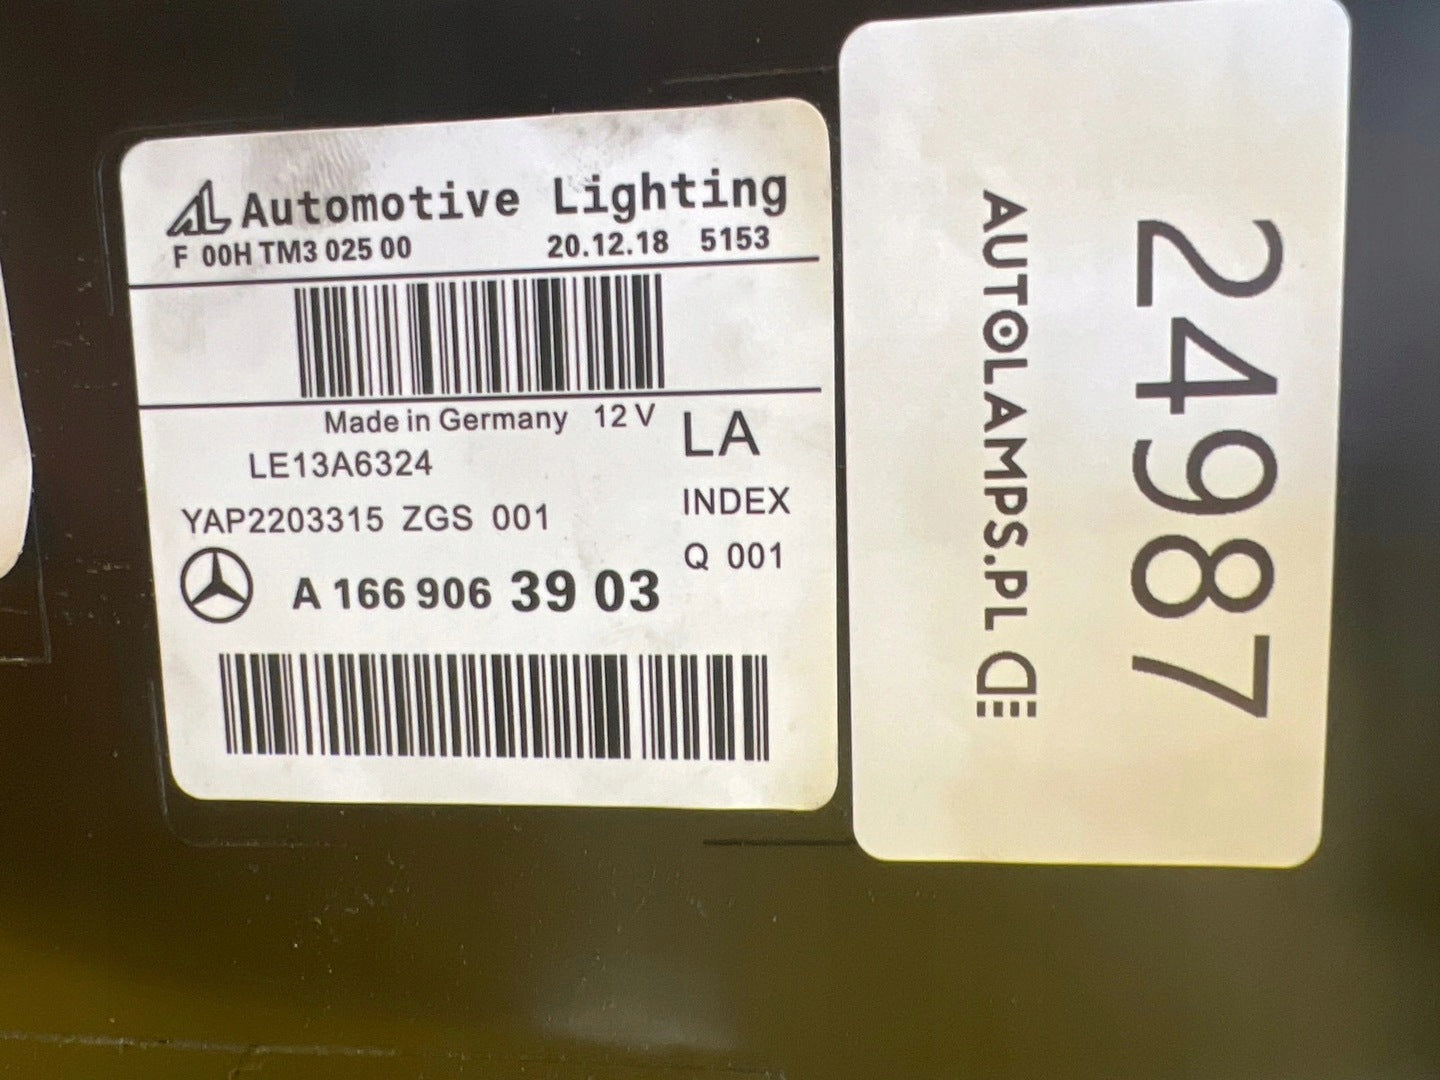 AL Automotive Lighting
F 00H TM3 025 00 20.12.18 5153
Made in Germany 12 V LA
LE13A6324
INDEX
YAP2203315 ZGS 001
Q 001
A 166 906 39 03
24987
AUTOLAMPS.PL